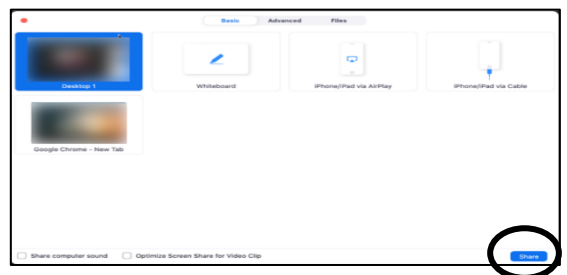 Basic Advanced Files
Desktop 1 Whiteboard iPhone/iPad via AirPlay iPhone/iPad via Cable
Google Chrome - New Tab
Share computer sound Optimize Screen Share for Video Clip Share